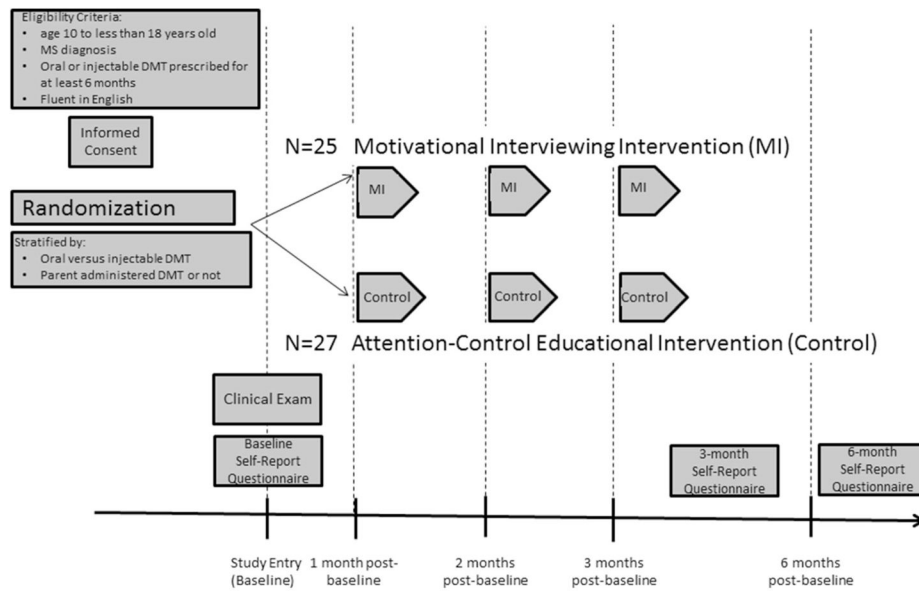 Eligibility Criteria:
• age 10 to less than 18 years old
• MS diagnosis
• Oral or injectable DMT prescribed for
at least 6 months
• Fluent in English
Informed
Consent
Randomization
Stratified by:
• Oral versus injectable DMT
• Parent administered DMT or not
N=25 Motivational Interviewing Intervention (MI)
MI
MI
MI
Control
Control
Control
N=27 Attention-Control Educational Intervention (Control)
Clinical Exam
Baseline
Self-Report
Questionnaire
3-month
Self-Report
Questionnaire
6-month
Self-Report
Questionnaire
Study Entry
(Baseline)
1 month post-
baseline
2 months
post-baseline
3 months
post-baseline
6 months
post-baseline